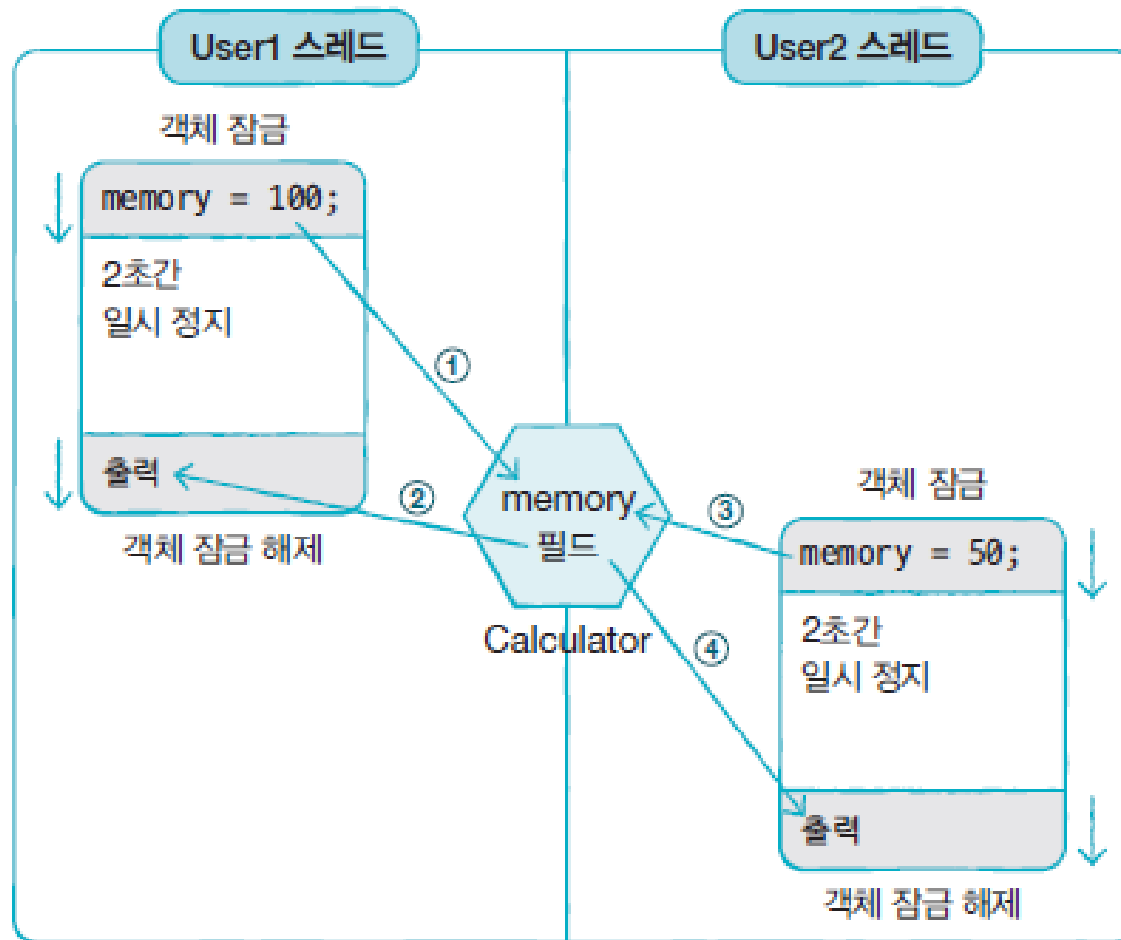 User1 스레드
User2 스레드
객체 잠금
memory = 100;
2초간
일시 정지
①
출력
②
객체 잠금 해제
memory
필드
Calculator
③
객체 잠금
memory = 50;
2초간
일시 정지
④
출력
객체 잠금 해제